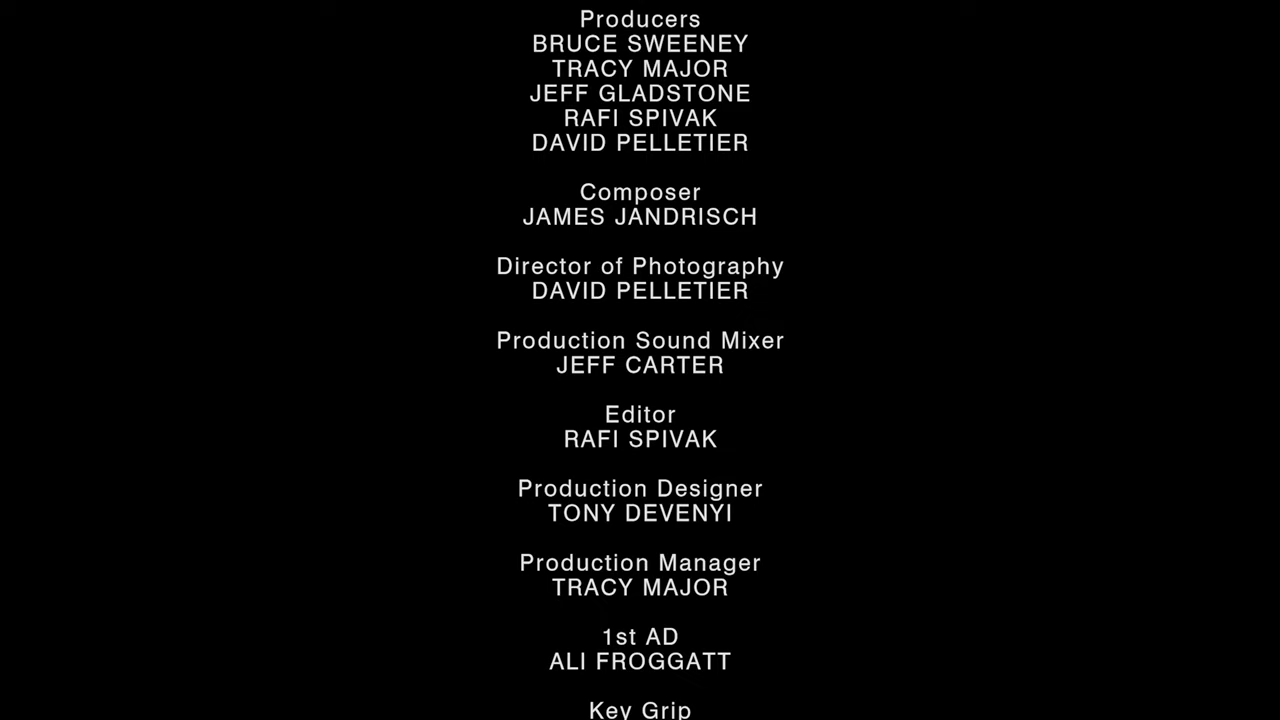 Producers
BRUCE SWEENEY
TRACY MAJOR
JEFF GLADSTONE
RAFI SPIVAK
DAVID PELLETIER
Composer
JAMES JANDRISCH
Director of Photography
DAVID PELLETIER
Production Sound Mixer
JEFF CARTER
Editor
RAFI SPIVAK
Production Designer
TONY DEVENYI
Production Manager
TRACY MAJOR
1st AD
ALI FROGGATT
Key Grip